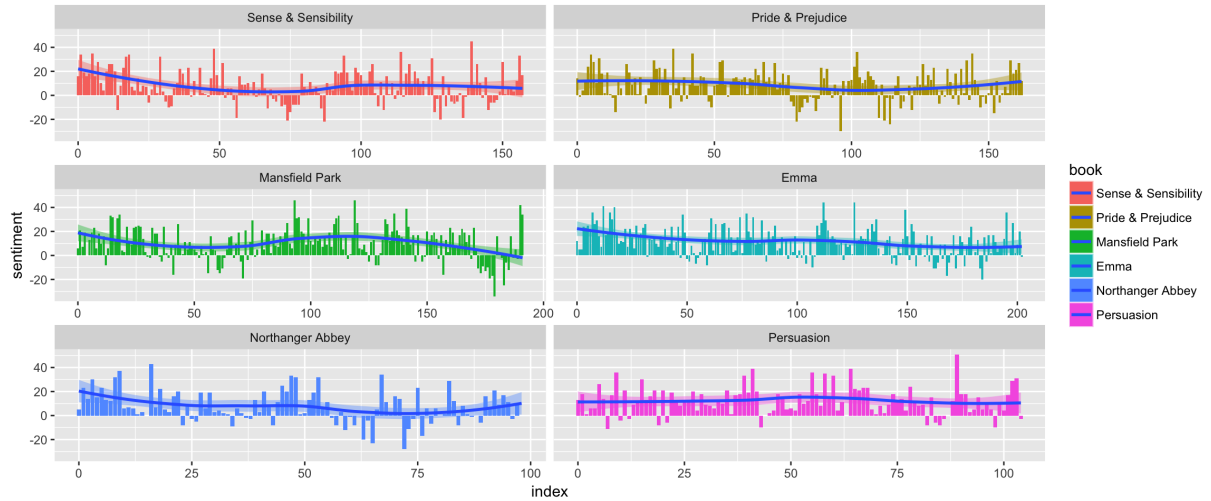 Sense & Sensibility
Pride & Prejudice
40
20
0
-20
0 50 100 150
0 50 100 150
Mansfield Park
Emma
40
20
0
-20
0 50 100 150 200
0 50 100 150 200
Northanger Abbey
Persuasion
40
20
0
-20
0 25 50 75 100
0 25 50 75 100
sentiment
index
book
Sense & Sensibility
Pride & Prejudice
Mansfield Park
Emma
Northanger Abbey
Persuasion